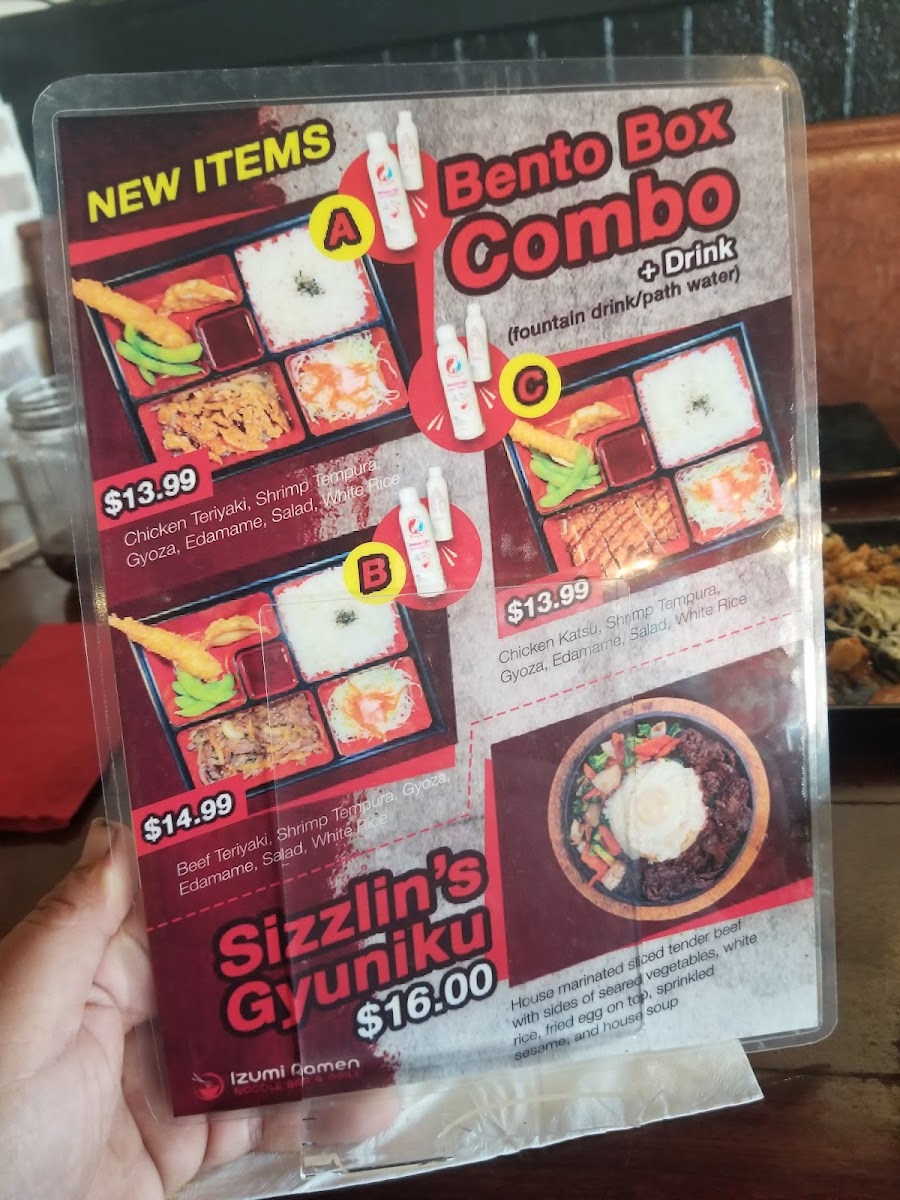 NEW ITEMS
Bento Box
Combo
+ Drink
(fountain drink/path water)
A
$13.99
Chicken Teriyaki, Shrimp Tempura,
Gyoza, Edamame, Salad, White Rice
B
$14.99
Beef Teriyaki, Shrimp Tempura, Gyoza,
Edamame, Salad, White Rice
C
$13.99
Chicken Katsu, Shrimp Tempura,
Gyoza, Edamame, Salad, White Rice
Sizzlin's
Gyuniku
$16.00
House marinated sliced tender beef
with sides of seared vegetables, white
rice, fried egg on top, sprinkled
sesame, and house soup
Izumi Ramen
NOODLE BAR & GRILL